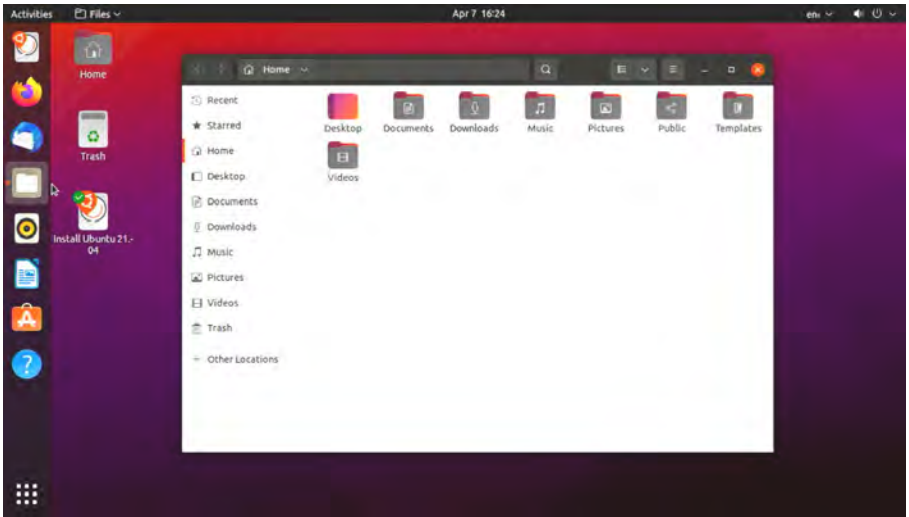 Activities
Files
Apr 7 16:24
en₁
Home
Trash
Install Ubuntu 21.-
04
Home
Recent
Starred
Home
Desktop
Documents
Downloads
Music
Pictures
Videos
Trash
Other Locations
Desktop
Documents
Downloads
Music
Pictures
Public
Templates
Videos